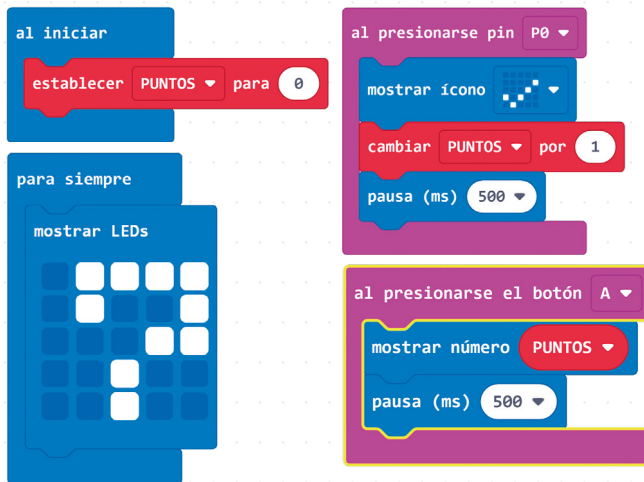 al iniciar
establecer PUNTOS para 0
para siempre
mostrar LEDs
al presionarse pin P0
mostrar ícono
cambiar PUNTOS por 1
pausa (ms) 500
al presionarse el botón A
mostrar número PUNTOS
pausa (ms) 500